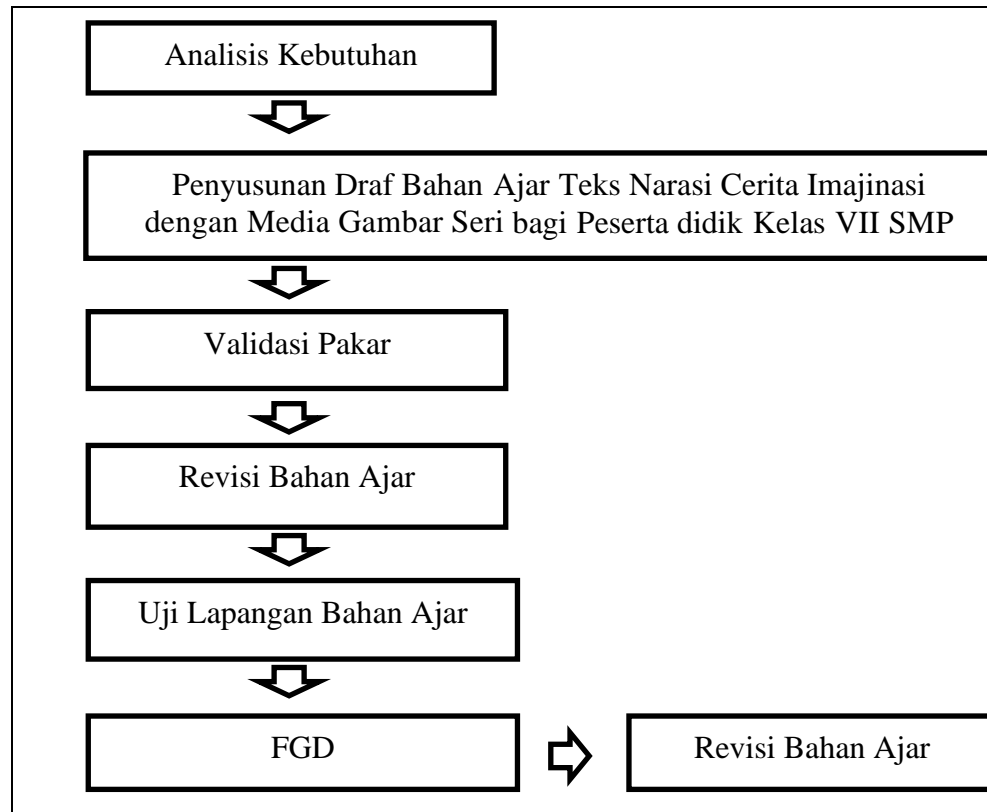 Analisis Kebutuhan
Penyusunan Draf Bahan Ajar Teks Narasi Cerita Imajinasi
dengan Media Gambar Seri bagi Peserta didik Kelas VII SMP
Validasi Pakar
Revisi Bahan Ajar
Uji Lapangan Bahan Ajar
FGD
Revisi Bahan Ajar